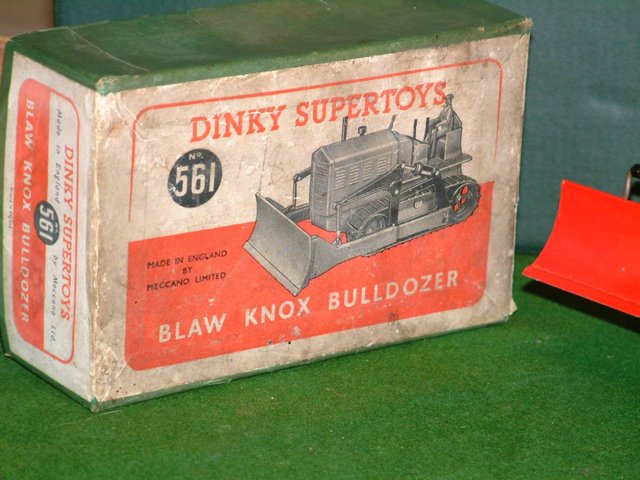 DINKY SUPERTOYS
No.
561
MADE IN ENGLAND
BY
MECCANO LIMITED
BLAW KNOX BULLDOZER
DINKY SUPERTOYS
Made in England by Meccano Ltd.
561
BLAW KNOX BULLDOZER